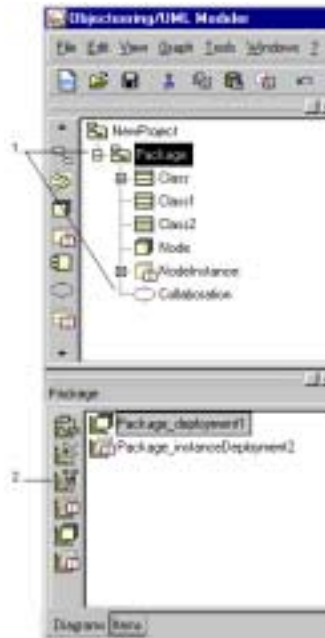 Objecteering/UML Modeler
File Edit View Graph Tools Windows ?
NewProject
1
Package
Class
Class1
Class2
Node
NodeInstance
Collaboration
Package
Package_deployment1
Package_instanceDeployment2
2
Diagrams Items